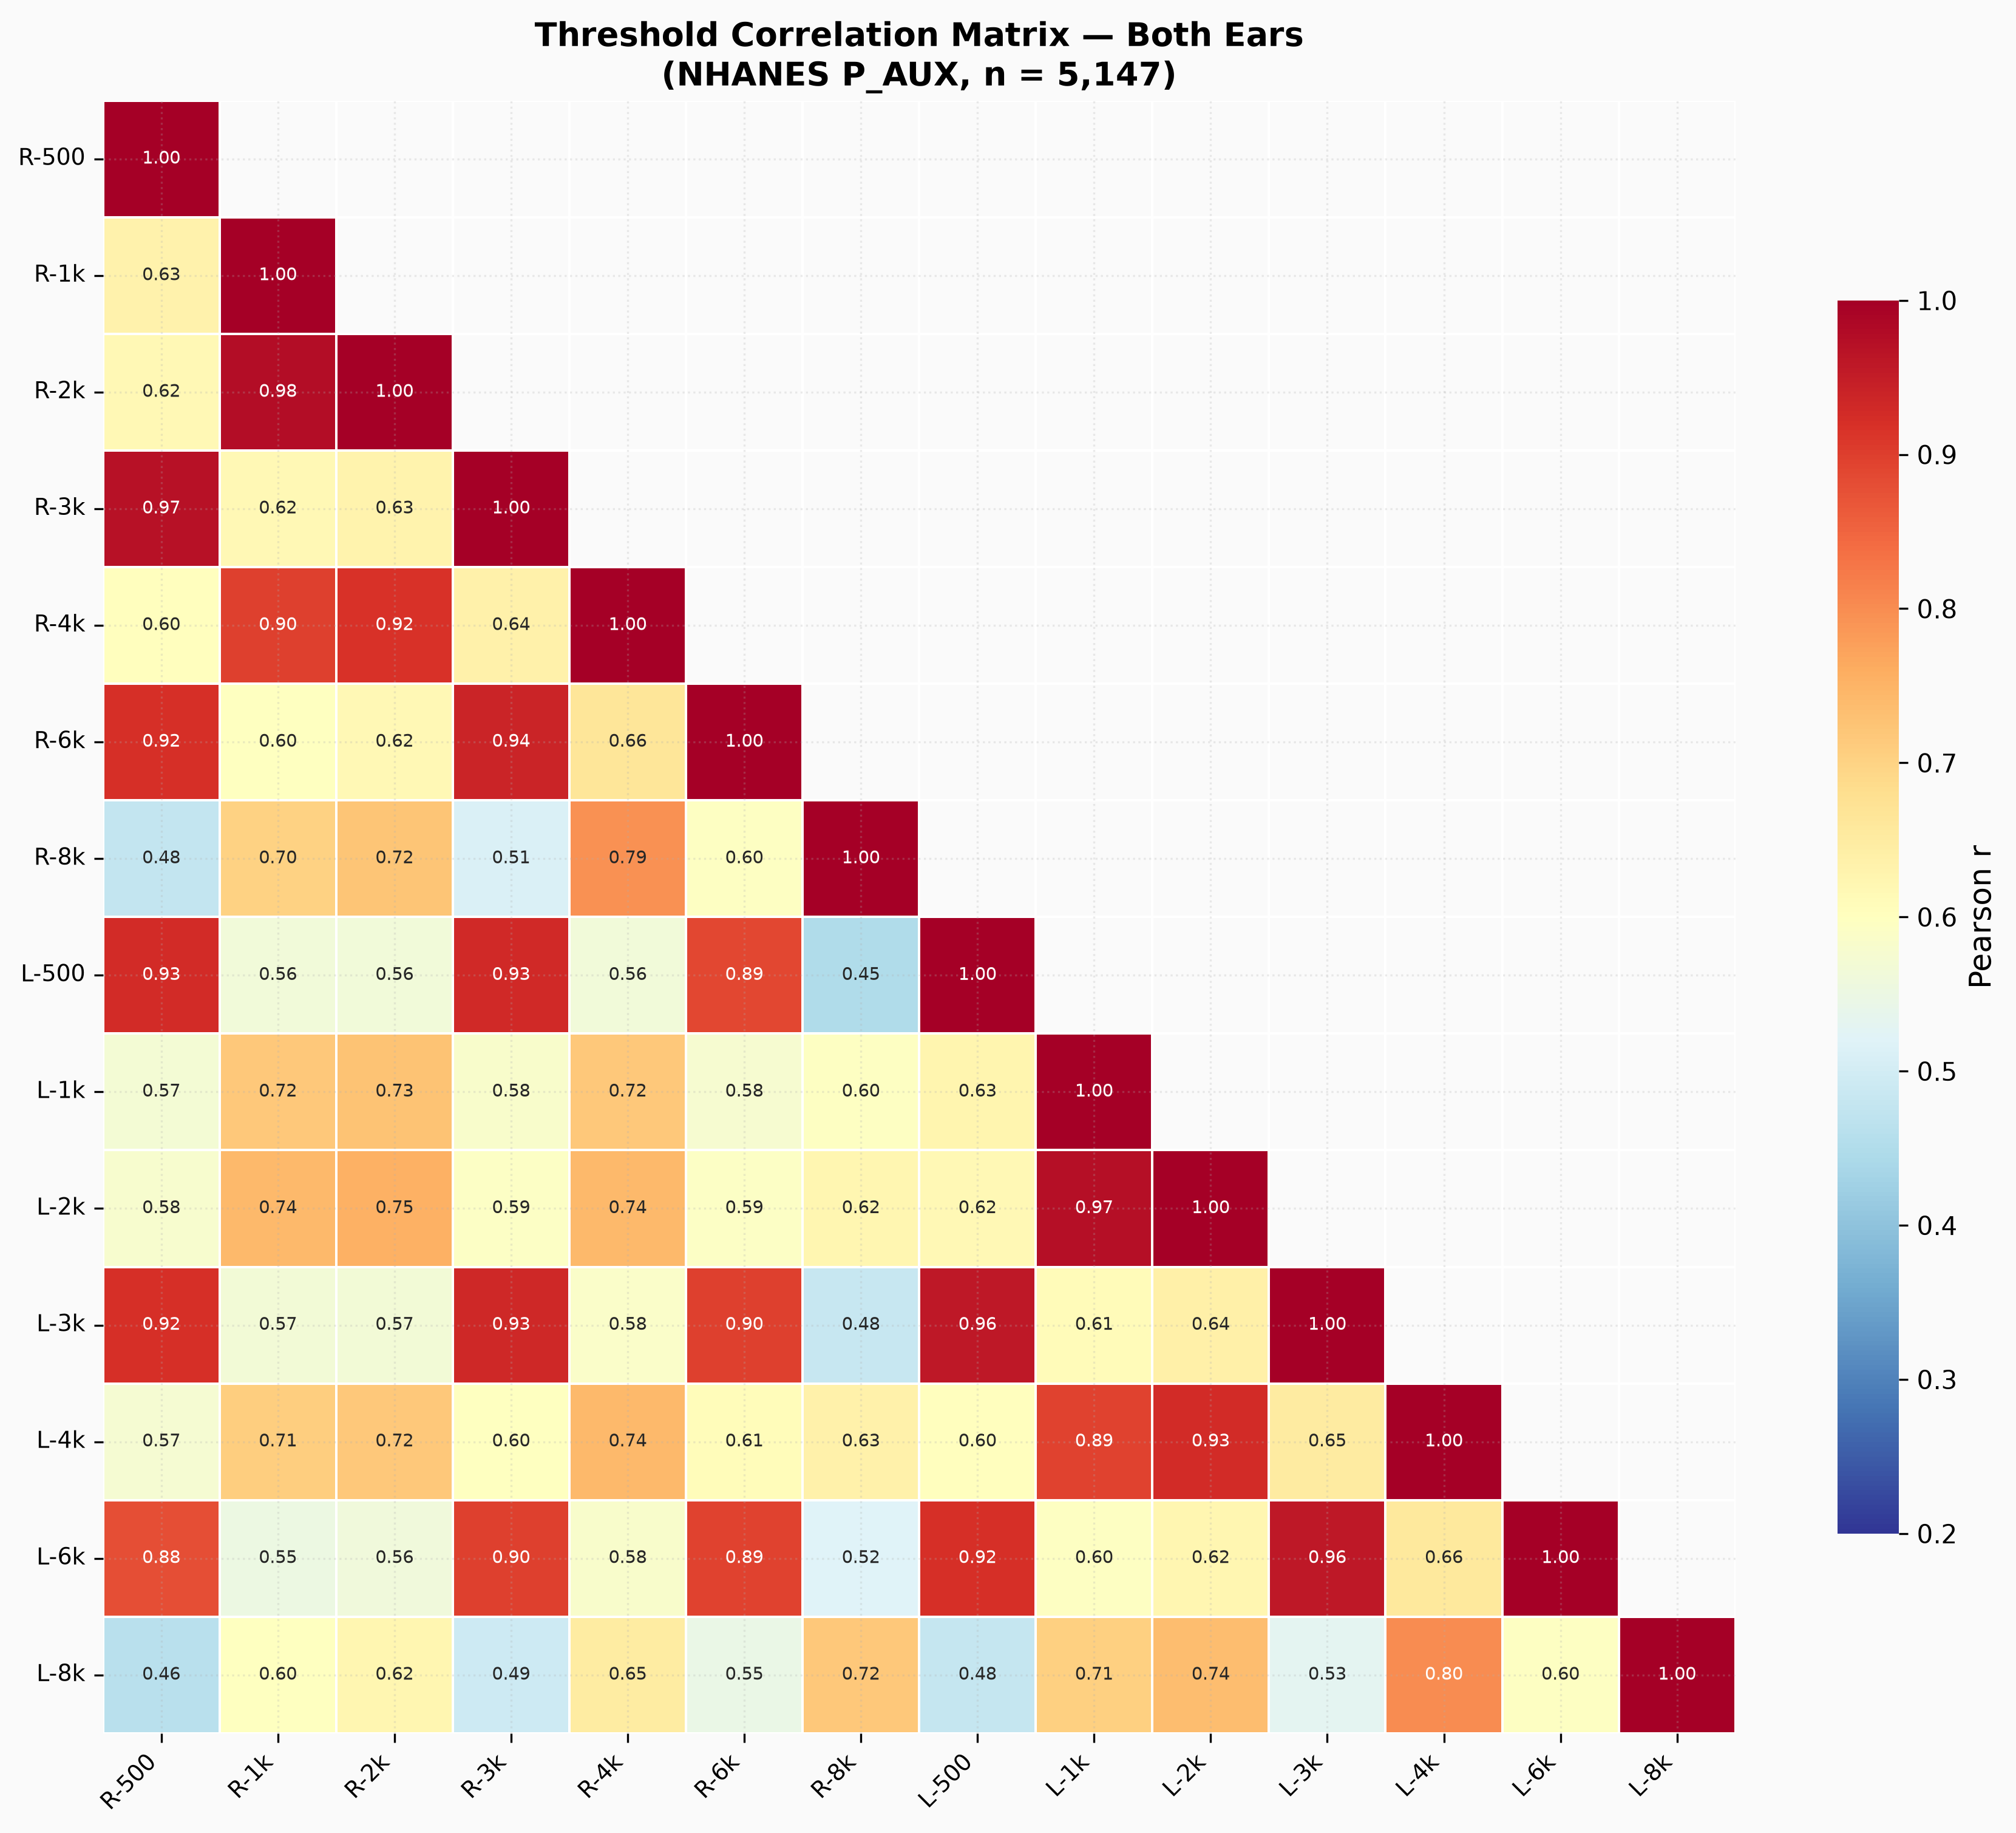 Threshold Correlation Matrix — Both Ears
(NHANES P_AUX, n = 5,147)
R-500 1.00
R-1k 0.63 1.00
R-2k 0.62 0.98 1.00
R-3k 0.97 0.62 0.63 1.00
R-4k 0.60 0.90 0.92 0.64 1.00
R-6k 0.92 0.60 0.62 0.94 0.66 1.00
R-8k 0.48 0.70 0.72 0.51 0.79 0.60 1.00
L-500 0.93 0.56 0.56 0.93 0.56 0.89 0.45 1.00
L-1k 0.57 0.72 0.73 0.58 0.72 0.58 0.60 0.63 1.00
L-2k 0.58 0.74 0.75 0.59 0.74 0.59 0.62 0.62 0.97 1.00
L-3k 0.92 0.57 0.57 0.93 0.58 0.90 0.48 0.96 0.61 0.64 1.00
L-4k 0.57 0.71 0.72 0.60 0.74 0.61 0.63 0.60 0.89 0.93 0.65 1.00
L-6k 0.88 0.55 0.56 0.90 0.58 0.89 0.52 0.92 0.60 0.62 0.96 0.66 1.00
L-8k 0.46 0.60 0.62 0.49 0.65 0.55 0.72 0.48 0.71 0.74 0.53 0.80 0.60 1.00
R-500 R-1k R-2k R-3k R-4k R-6k R-8k L-500 L-1k L-2k L-3k L-4k L-6k L-8k
1.0
0.9
0.8
0.7
0.6
0.5
0.4
0.3
0.2
Pearson r